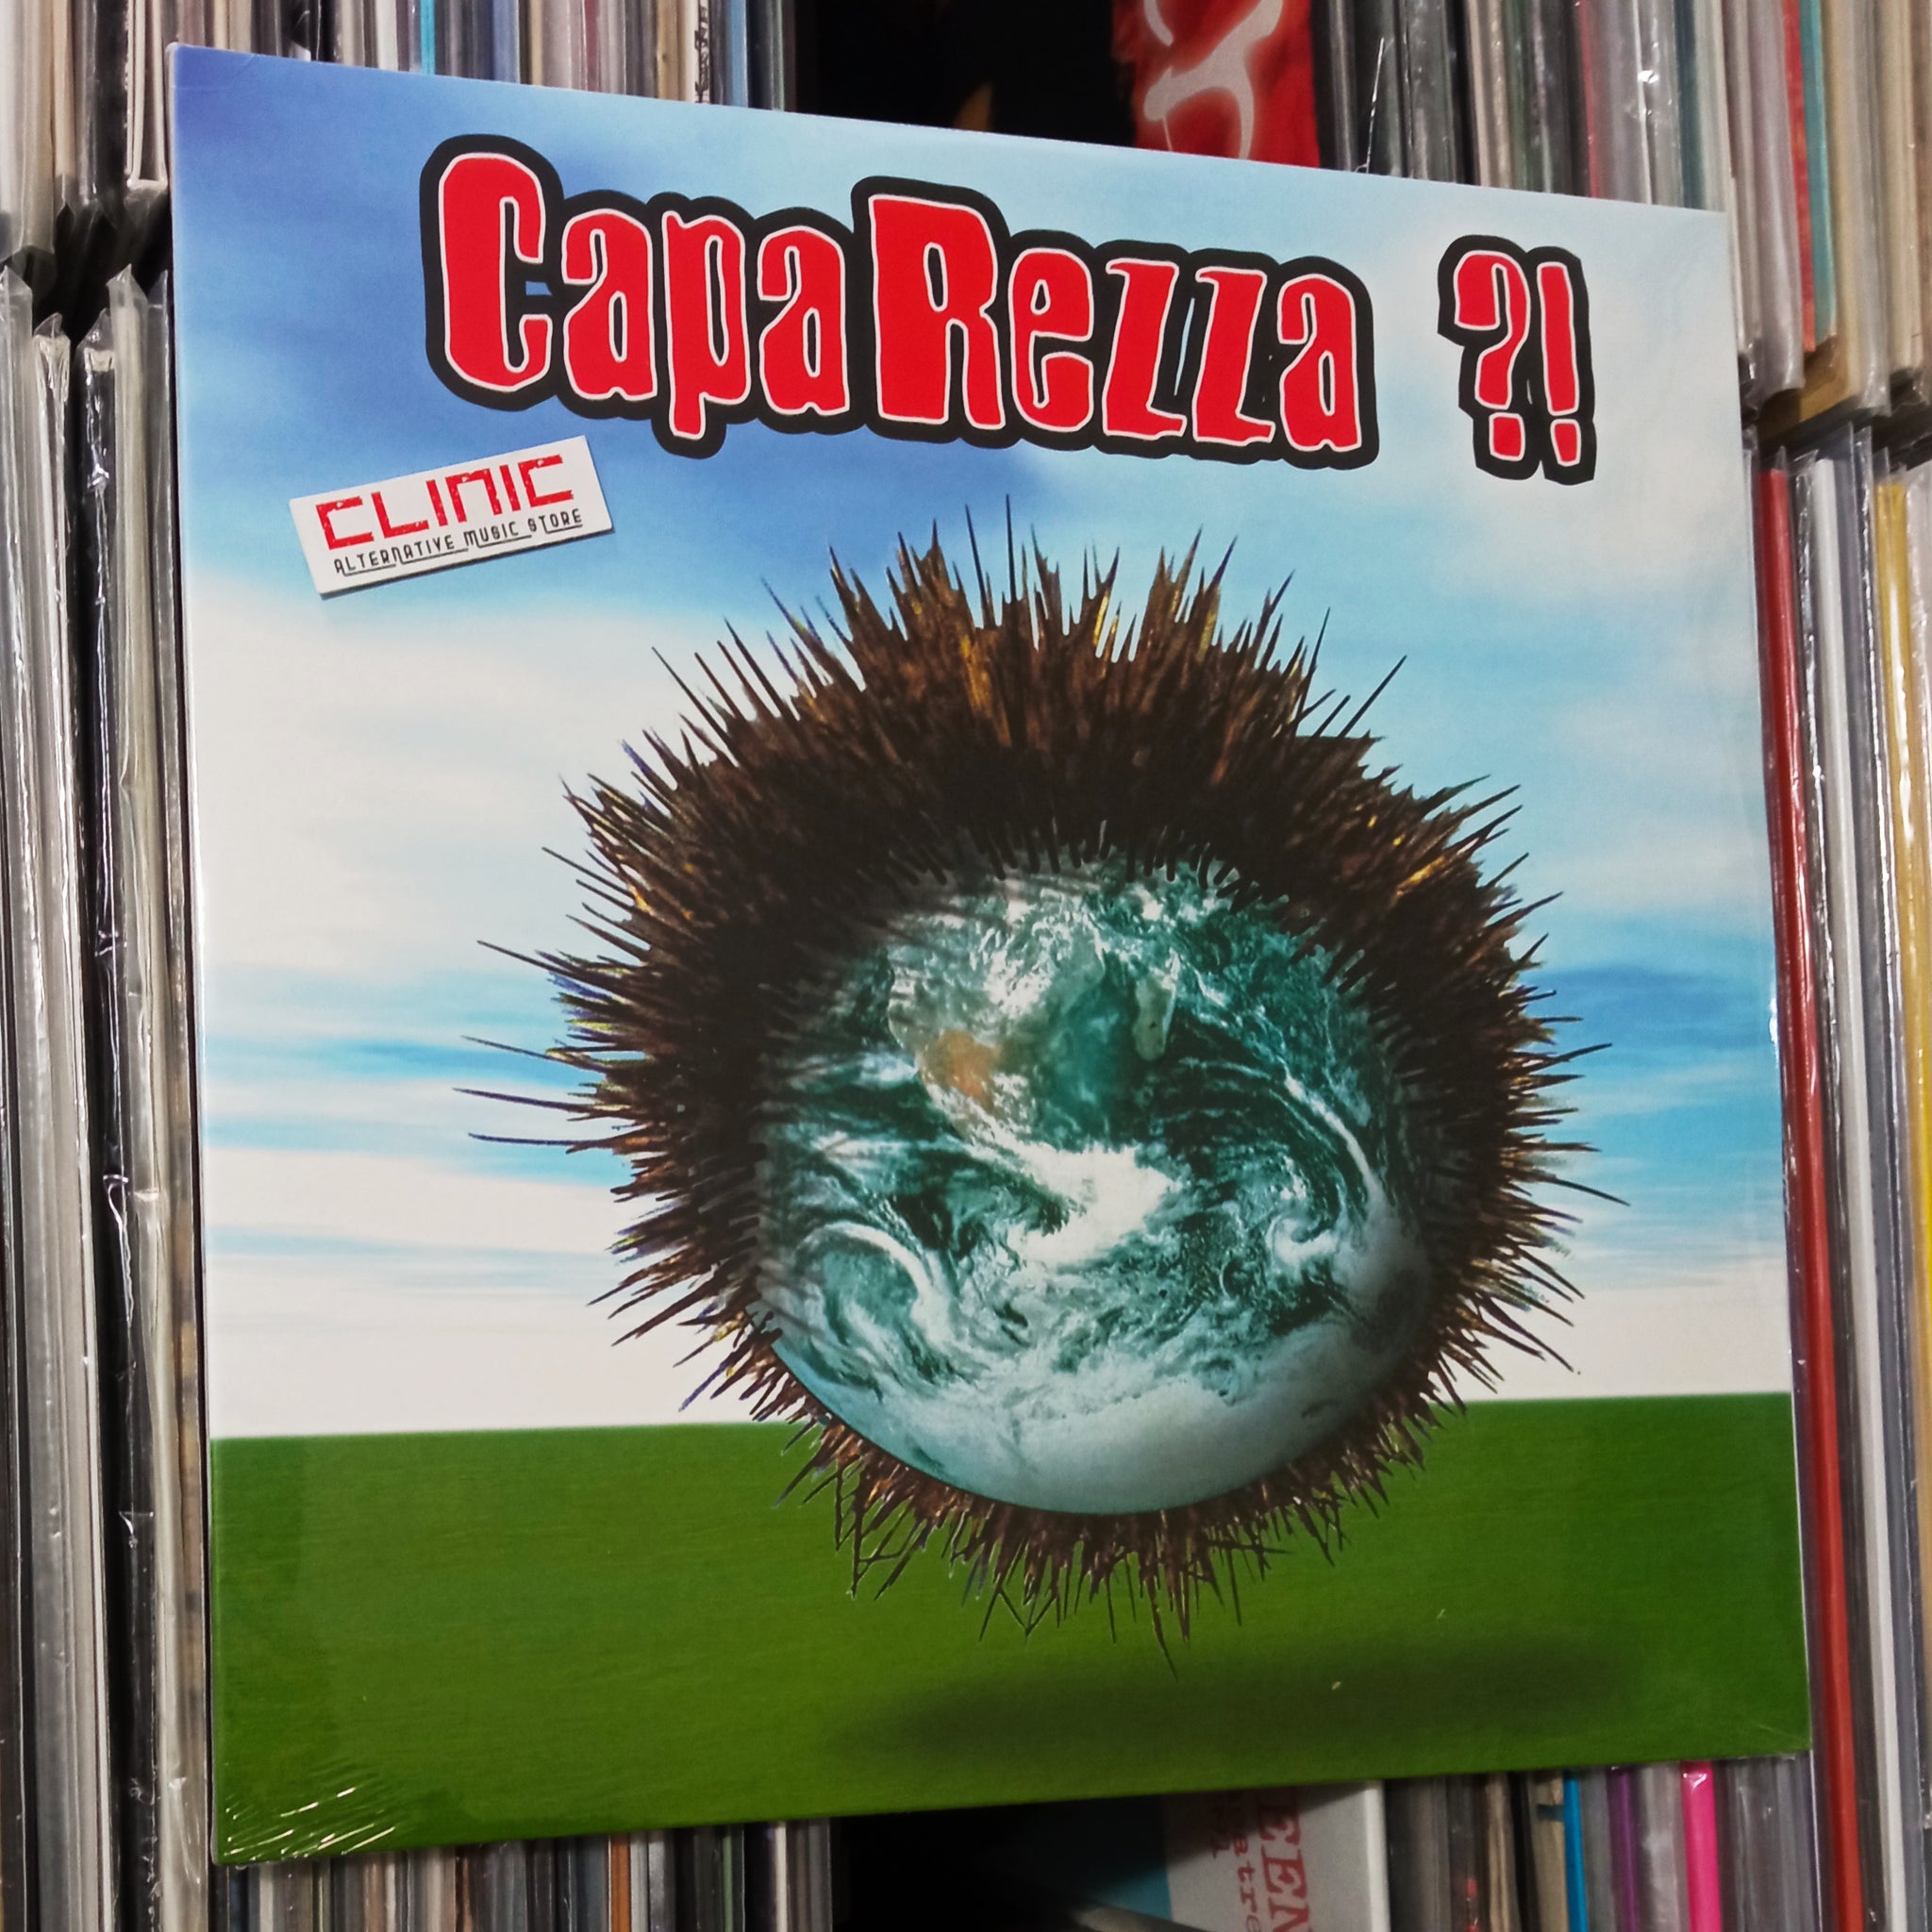 CapaRezza ?!
CLINIC
ALTERNATIVE MUSIC STORE